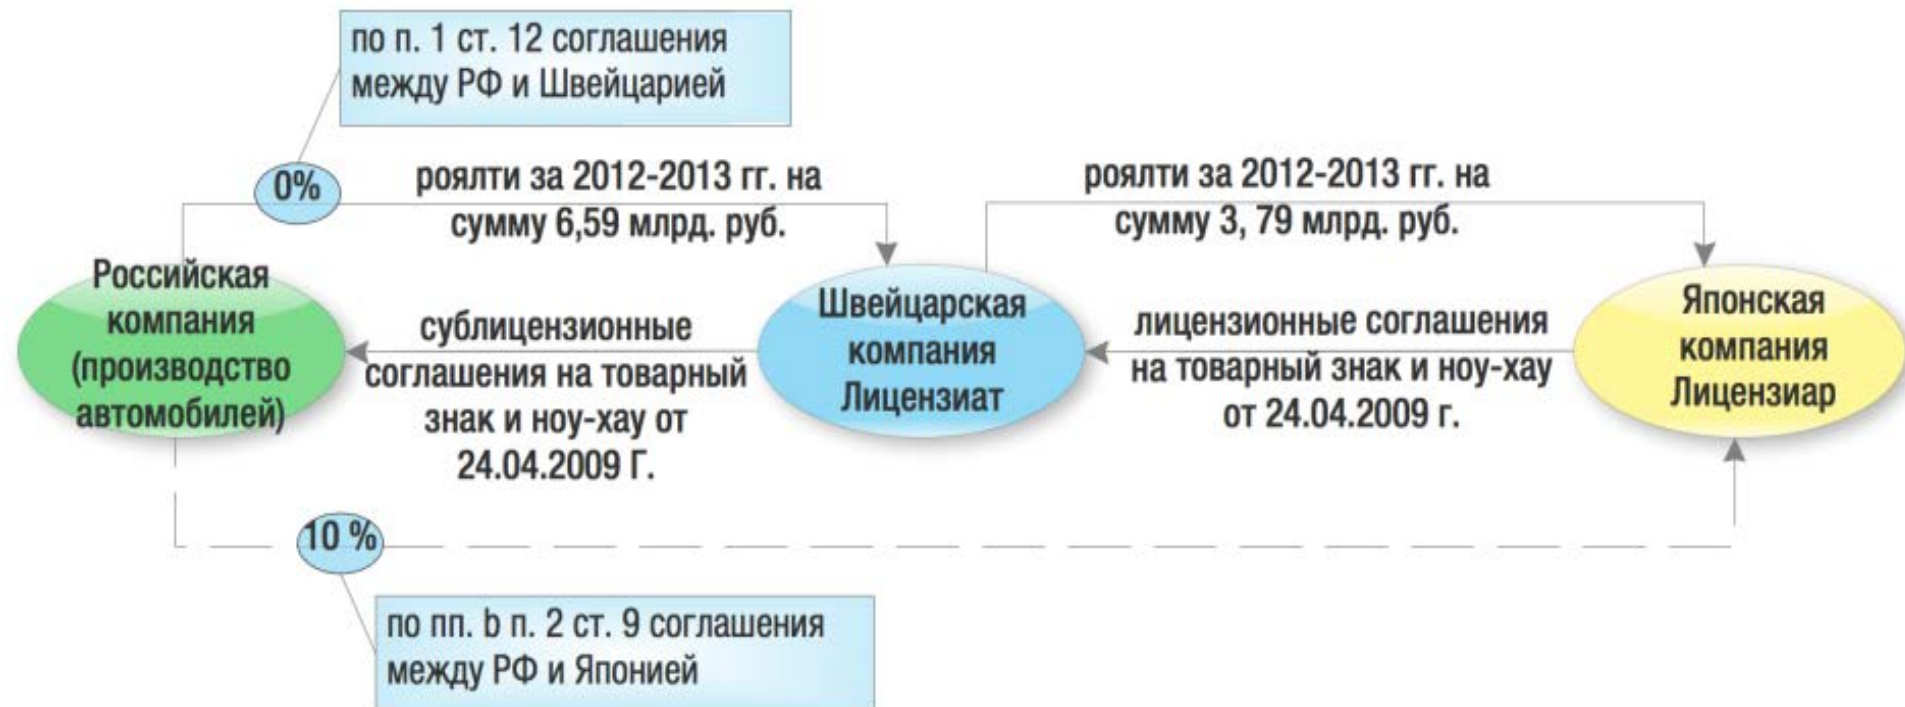 по п. 1 ст. 12 соглашения
между РФ и Швейцарией
0%
роялти за 2012-2013 гг. на
сумму 6,59 млрд. руб.
роялти за 2012-2013 гг. на
сумму 3, 79 млрд. руб.
Российская
компания
(производство
автомобилей)
сублицензионные
соглашения на товарный
знак и ноу-хау от
24.04.2009 Г.
Швейцарская
компания
Лицензиат
лицензионные соглашения
на товарный знак и ноу-хау
от 24.04.2009 г.
Японская
компания
Лицензиар
10 %
по пп. b п. 2 ст. 9 соглашения
между РФ и Японией